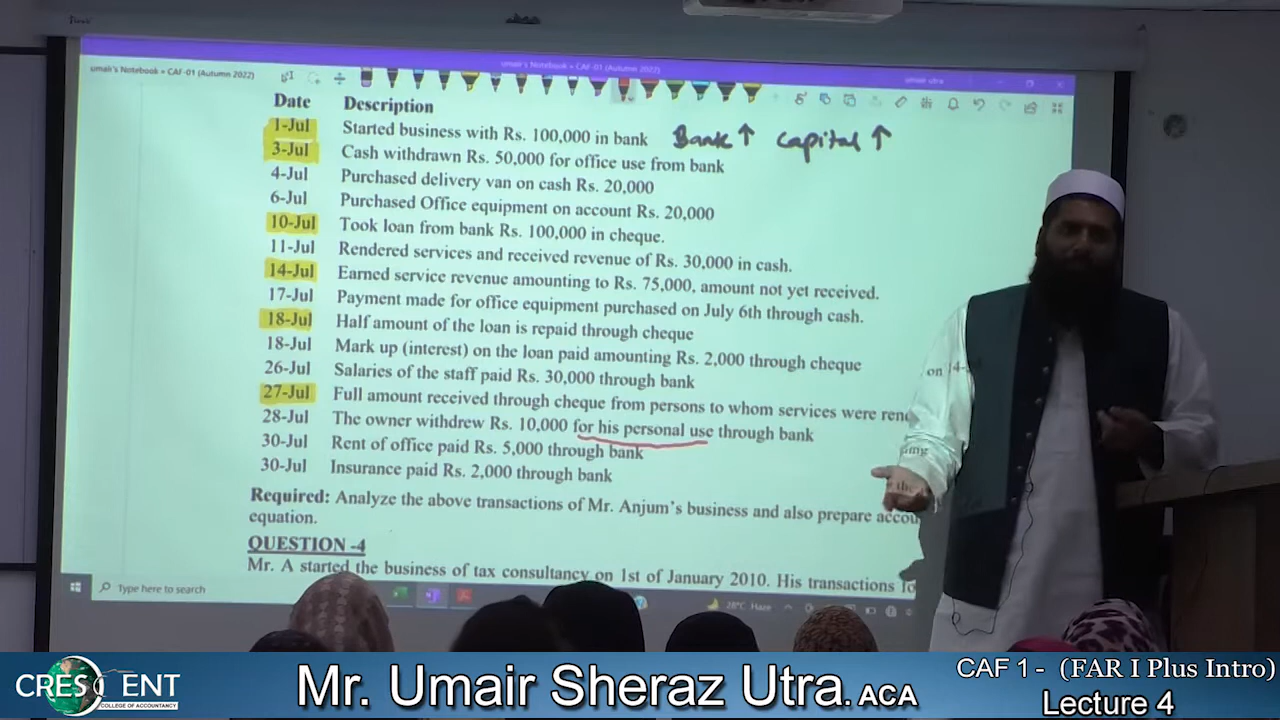 umair's Notebook » CAF-01 (Autumn 2022)
umair's Notebook » CAF-01 (Autumn 2022)
umair utra
Date Description
1-Jul Started business with Rs. 100,000 in bank Bank ↑ Capital ↑
3-Jul Cash withdrawn Rs. 50,000 for office use from bank
4-Jul Purchased delivery van on cash Rs. 20,000
6-Jul Purchased Office equipment on account Rs. 20,000
10-Jul Took loan from bank Rs. 100,000 in cheque.
11-Jul Rendered services and received revenue of Rs. 30,000 in cash.
14-Jul Earned service revenue amounting to Rs. 75,000, amount not yet received.
17-Jul Payment made for office equipment purchased on July 6th through cash.
18-Jul Half amount of the loan is repaid through cheque
18-Jul Mark up (interest) on the loan paid amounting Rs. 2,000 through cheque
26-Jul Salaries of the staff paid Rs. 30,000 through bank
27-Jul Full amount received through cheque from persons to whom services were on 14-
28-Jul The owner withdrew Rs. 10,000 for his personal use through bank
30-Jul Rent of office paid Rs. 5,000 through bank
30-Jul Insurance paid Rs. 2,000 through bank
Required: Analyze the above transactions of Mr. Anjum's business and also prepare
equation.
QUESTION -4
Mr. A started the business of tax consultancy on 1st of January 2010. His transactions
Type here to search
28°C Haze
CRESCENT
COLLEGE OF ACCOUNTANCY
Mr. Umair Sheraz Utra. ACA
CAF 1 - (FAR I Plus Intro)
Lecture 4